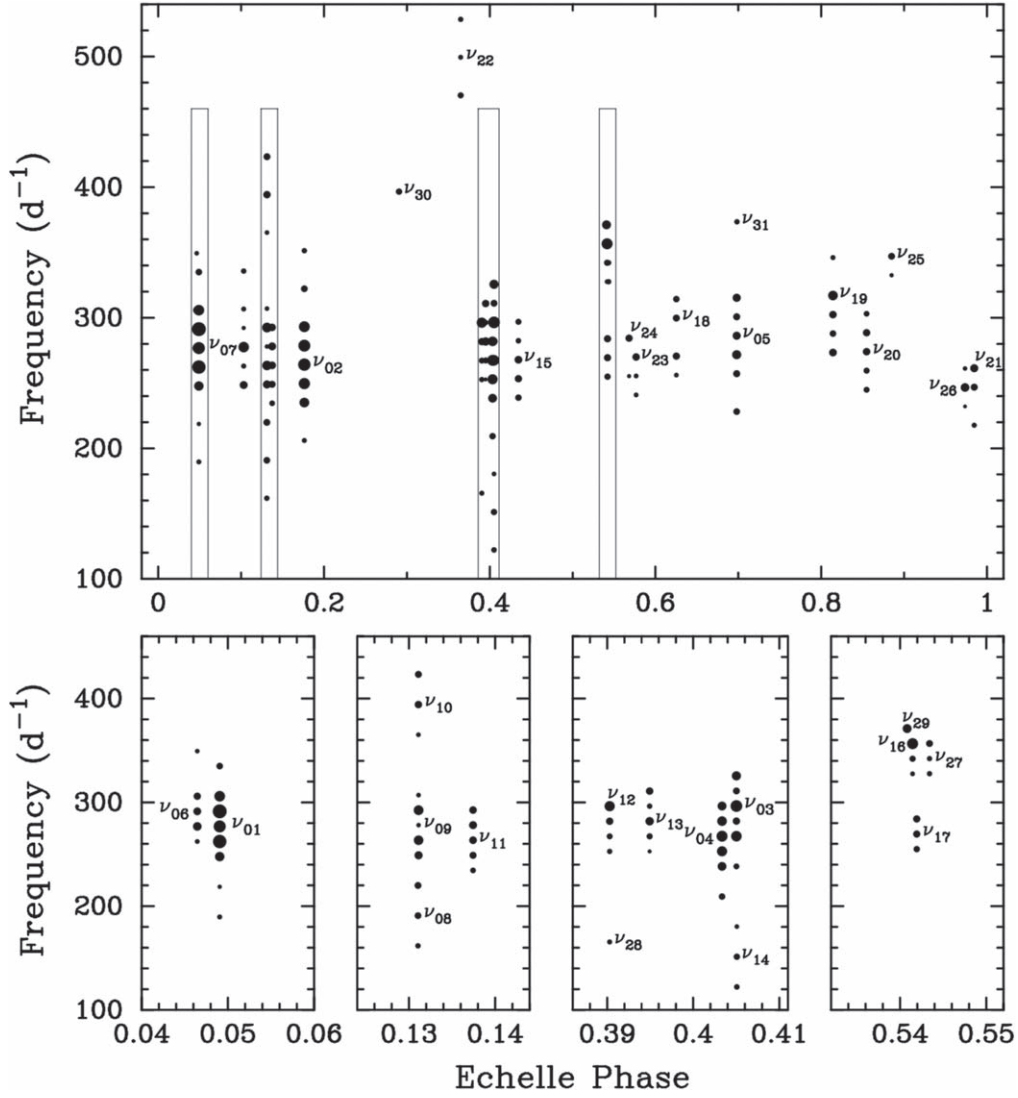 500
400
300
200
100
Frequency (d⁻¹)
ν₂₂
ν₃₀
ν₃₁
ν₂₅
ν₀₇
ν₀₂
ν₁₅
ν₂₄
ν₂₃
ν₁₈
ν₀₅
ν₁₉
ν₂₀
ν₂₁
ν₂₆
0 0.2 0.4 0.6 0.8 1
400
300
200
100
Frequency (d⁻¹)
ν₀₆
ν₀₁
ν₁₀
ν₀₉
ν₁₁
ν₀₈
ν₁₂
ν₀₃
ν₁₃
ν₀₄
ν₂₈
ν₁₄
ν₂₉
ν₁₆
ν₂₇
ν₁₇
0.04 0.05 0.06 0.13 0.14 0.39 0.4 0.41 0.54 0.55
Echelle Phase